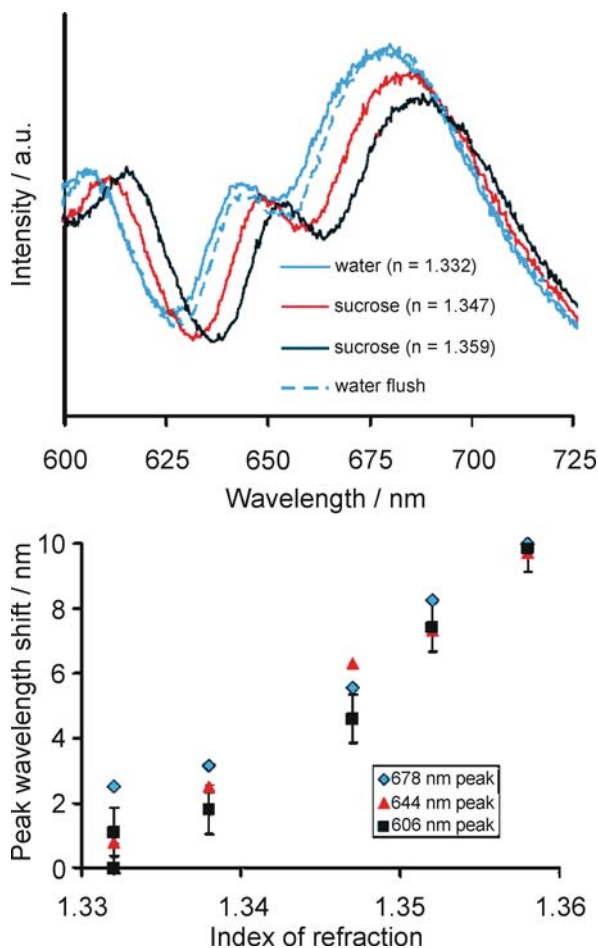 Intensity / a.u.
water (n = 1.332)
sucrose (n = 1.347)
sucrose (n = 1.359)
water flush
600 625 650 675 700 725
Wavelength / nm
Peak wavelength shift / nm
10
8
6
4
2
0
678 nm peak
644 nm peak
606 nm peak
1.33 1.34 1.35 1.36
Index of refraction